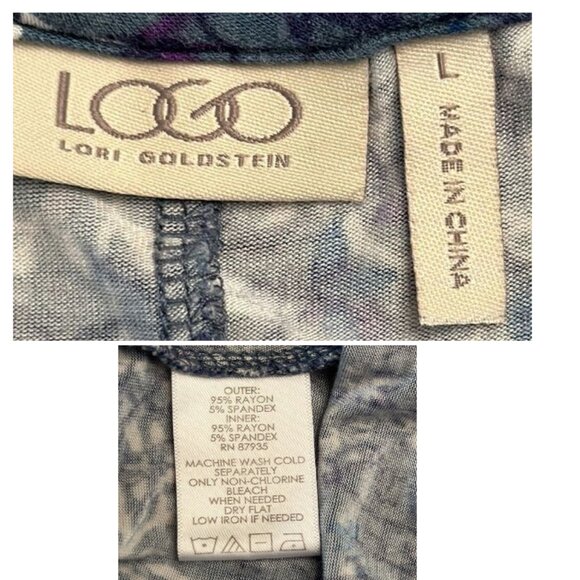 LOGO
LORI GOLDSTEIN
L MADE IN CHINA
OUTER:
95% RAYON
5% SPANDEX
INNER:
95% RAYON
5% SPANDEX
RN 87935
MACHINE WASH COLD
SEPARATELY
ONLY NON-CHLORINE
BLEACH
WHEN NEEDED
DRY FLAT
LOW IRON IF NEEDED